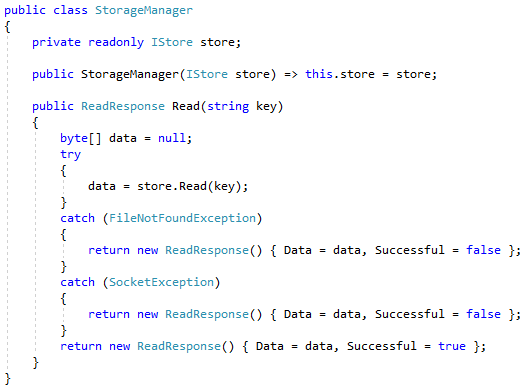 public class StorageManager
{
    private readonly IStore store;

    public StorageManager(IStore store) => this.store = store;

    public ReadResponse Read(string key)
    {
        byte[] data = null;
        try
        {
            data = store.Read(key);
        }
        catch (FileNotFoundException)
        {
            return new ReadResponse() { Data = data, Successful = false };
        }
        catch (SocketException)
        {
            return new ReadResponse() { Data = data, Successful = false };
        }
        return new ReadResponse() { Data = data, Successful = true };
    }
}